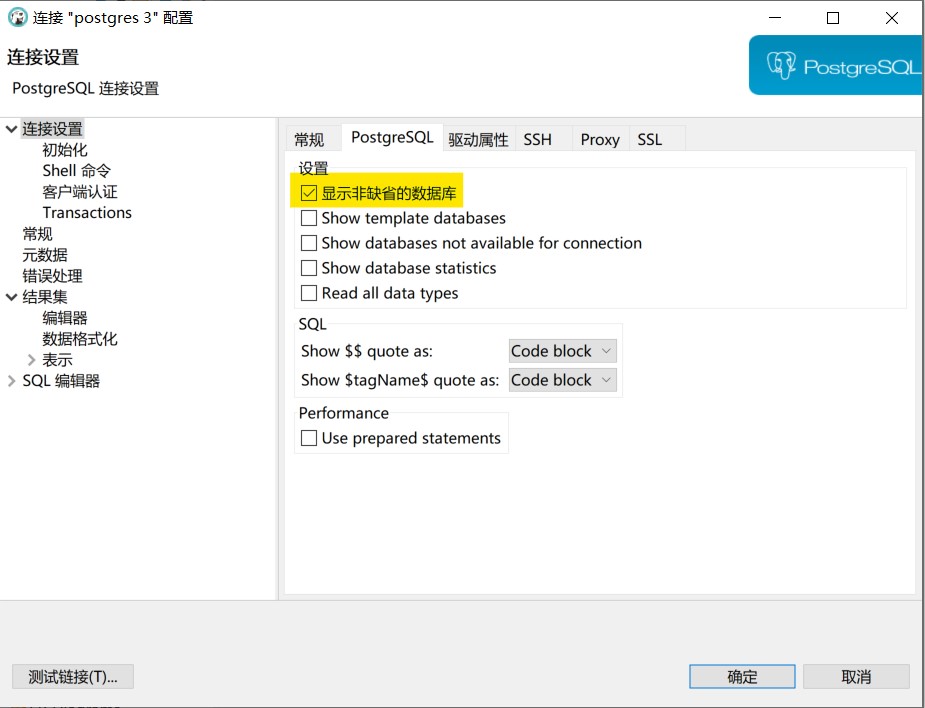 连接 "postgres 3" 配置
连接设置
PostgreSQL 连接设置
PostgreSQL
连接设置
初始化
Shell 命令
客户端认证
Transactions
常规
元数据
错误处理
结果集
编辑器
数据格式化
表示
SQL 编辑器
常规 PostgreSQL 驱动属性 SSH Proxy SSL
设置
显示非缺省的数据库
Show template databases
Show databases not available for connection
Show database statistics
Read all data types
SQL
Show $$ quote as: Code block
Show $tagName$ quote as: Code block
Performance
Use prepared statements
测试链接(T)... 确定 取消